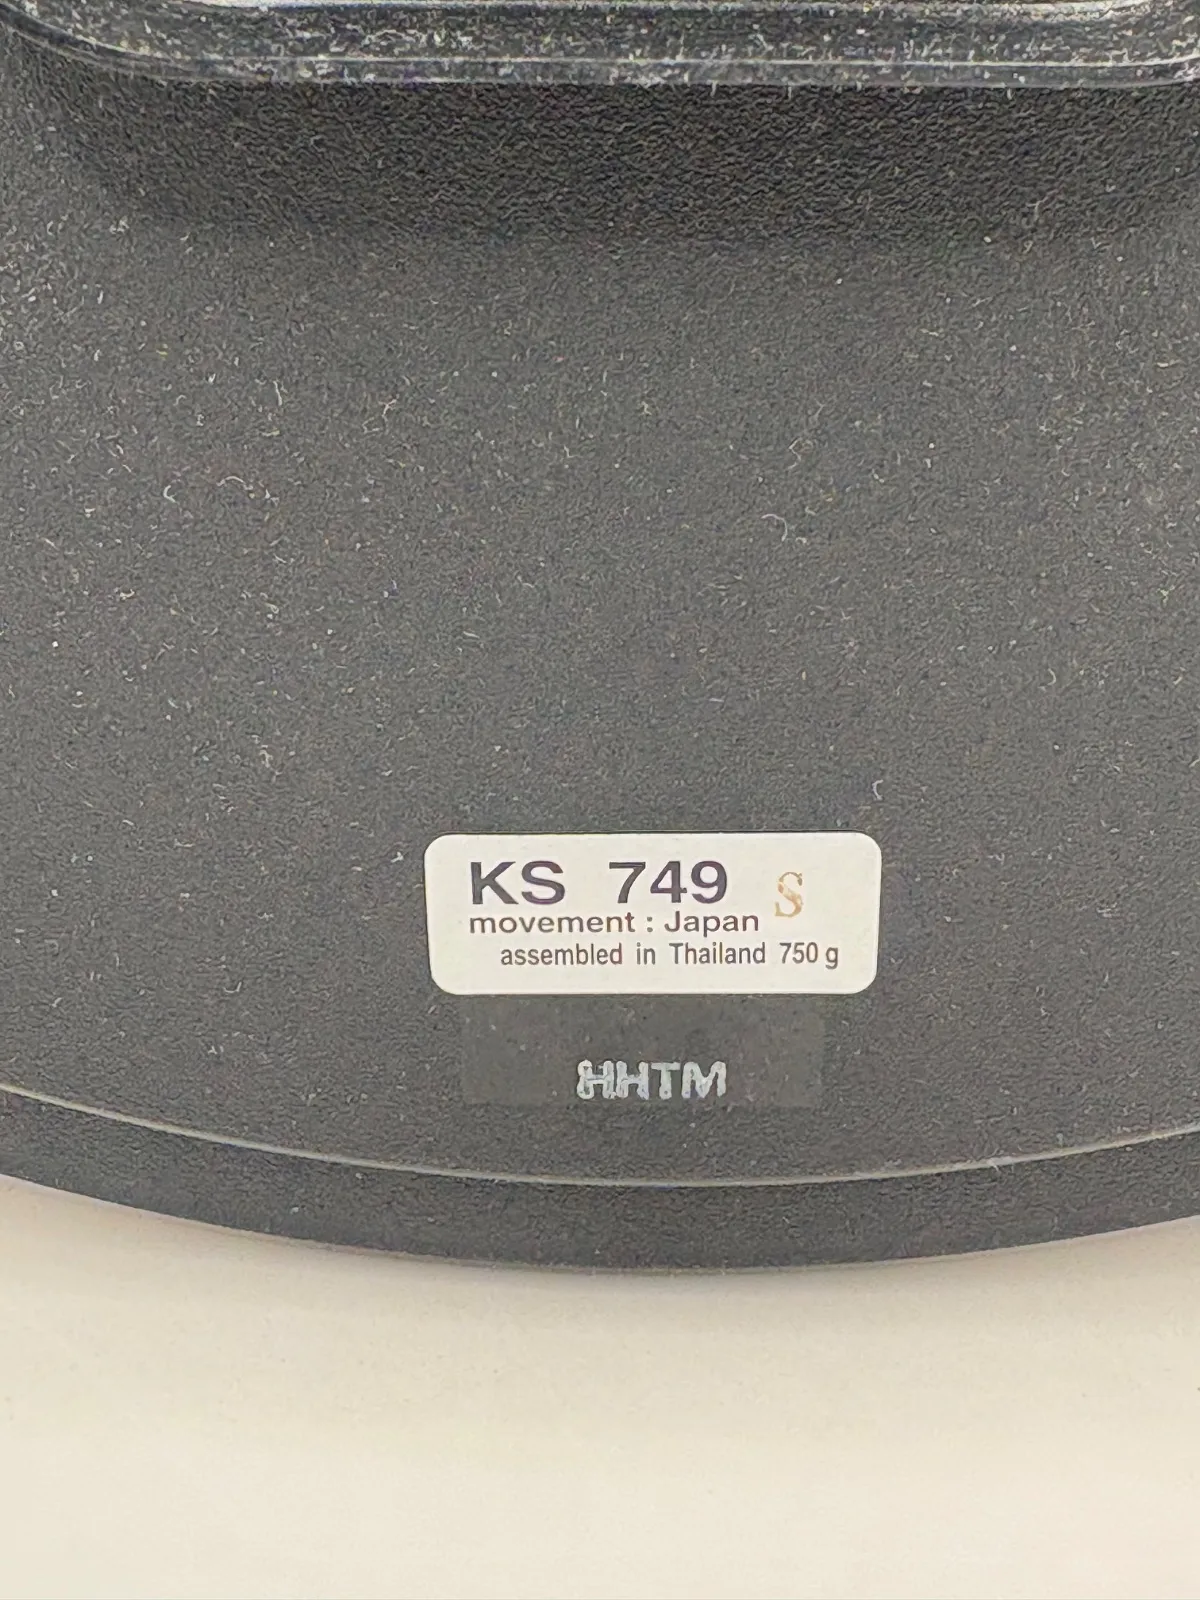 KS 749 S
movement : Japan
assembled in Thailand 750 g
HHTM